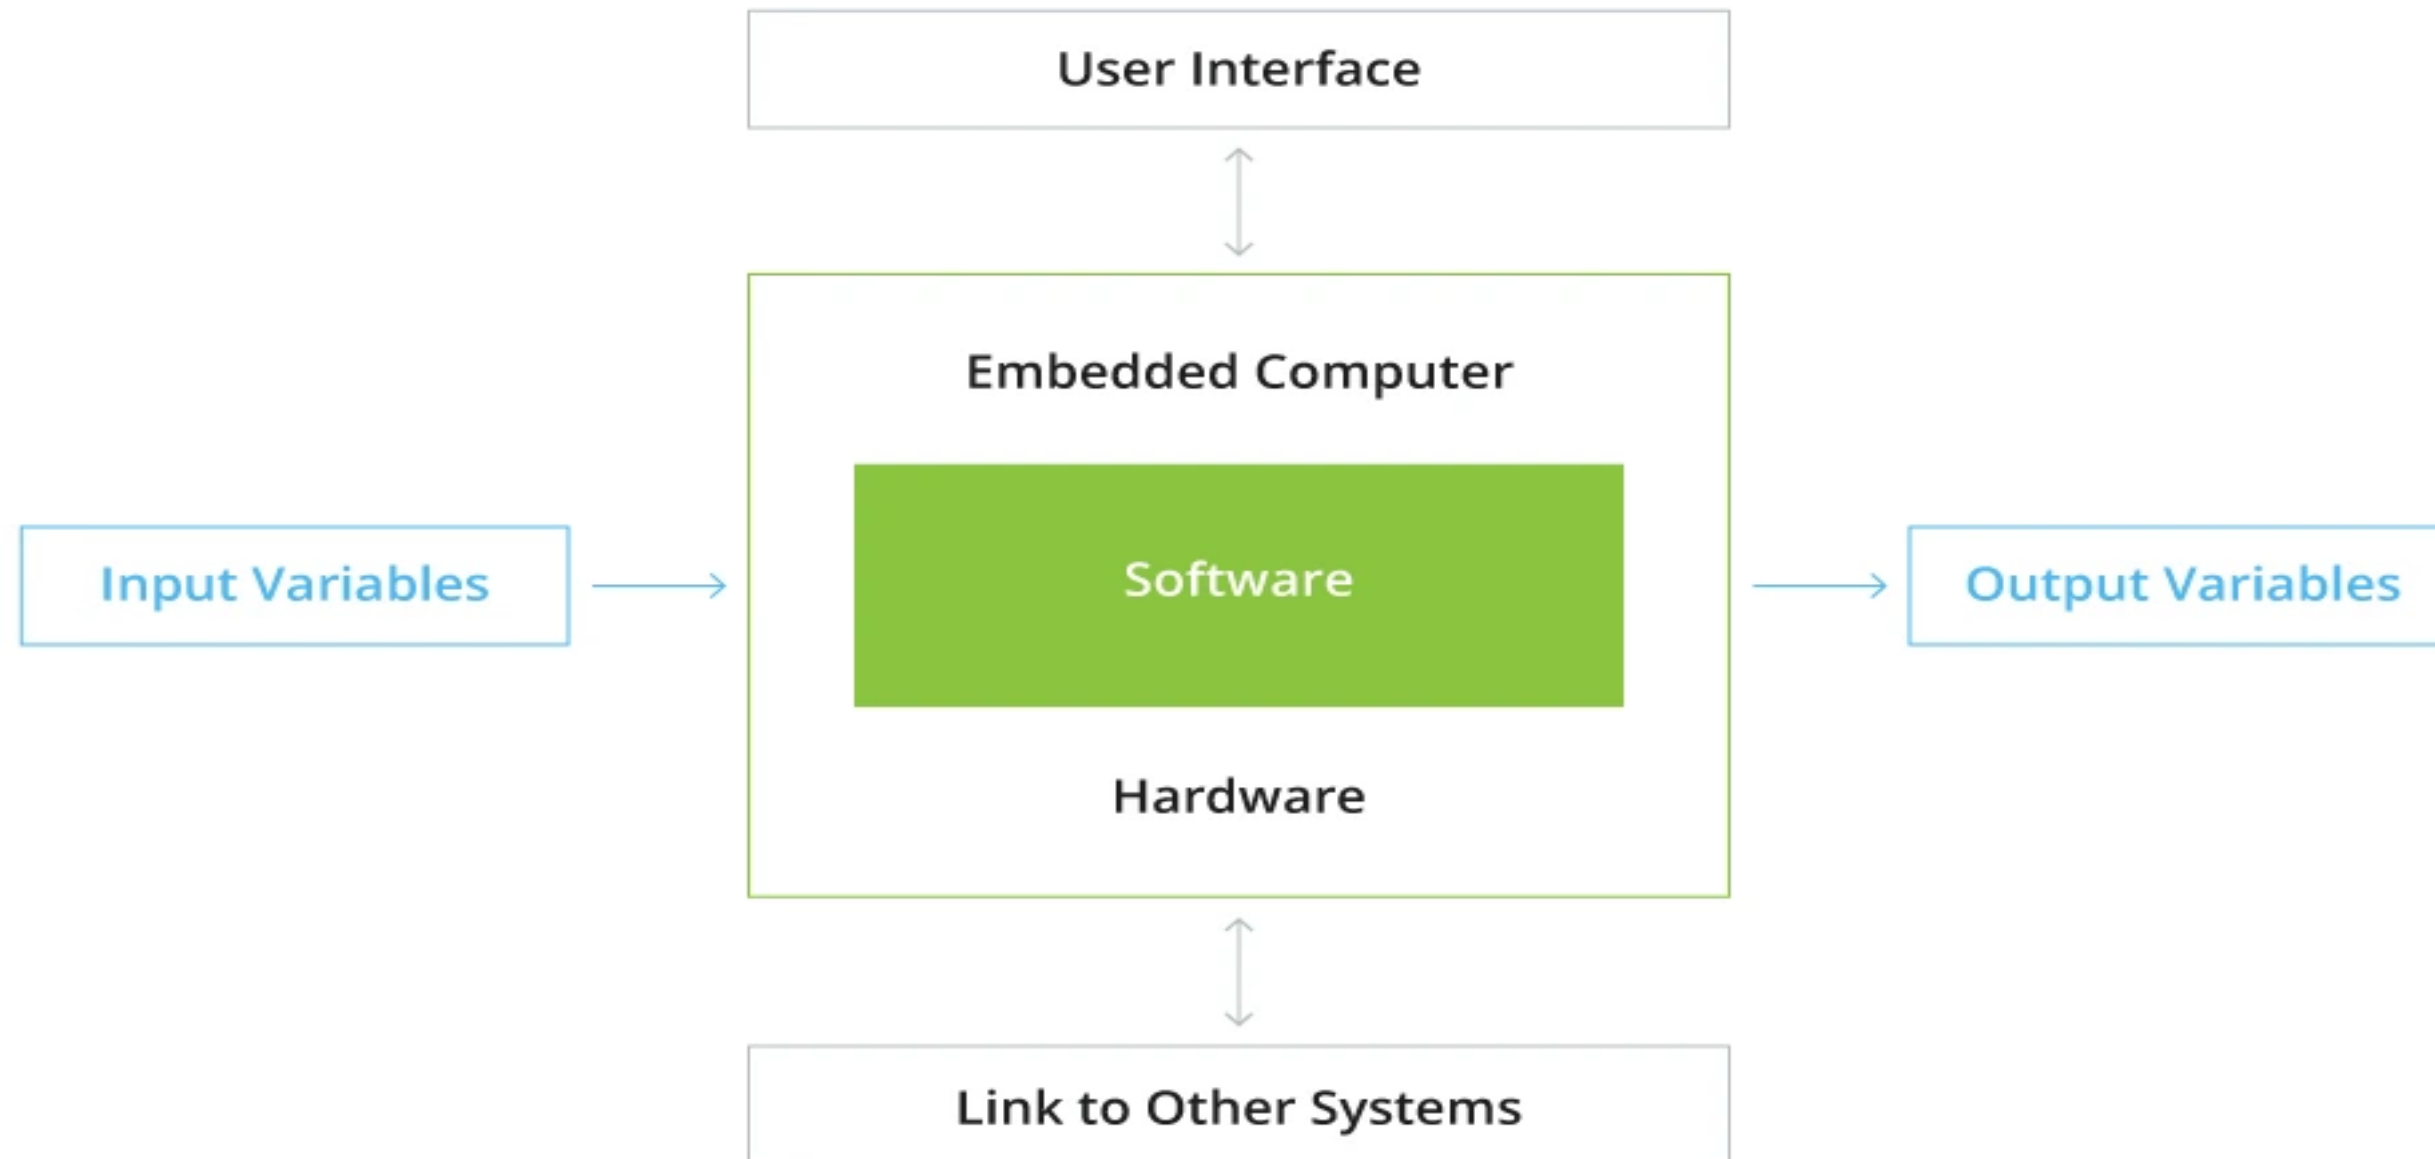 User Interface
Embedded Computer
Input Variables
Software
Output Variables
Hardware
Link to Other Systems